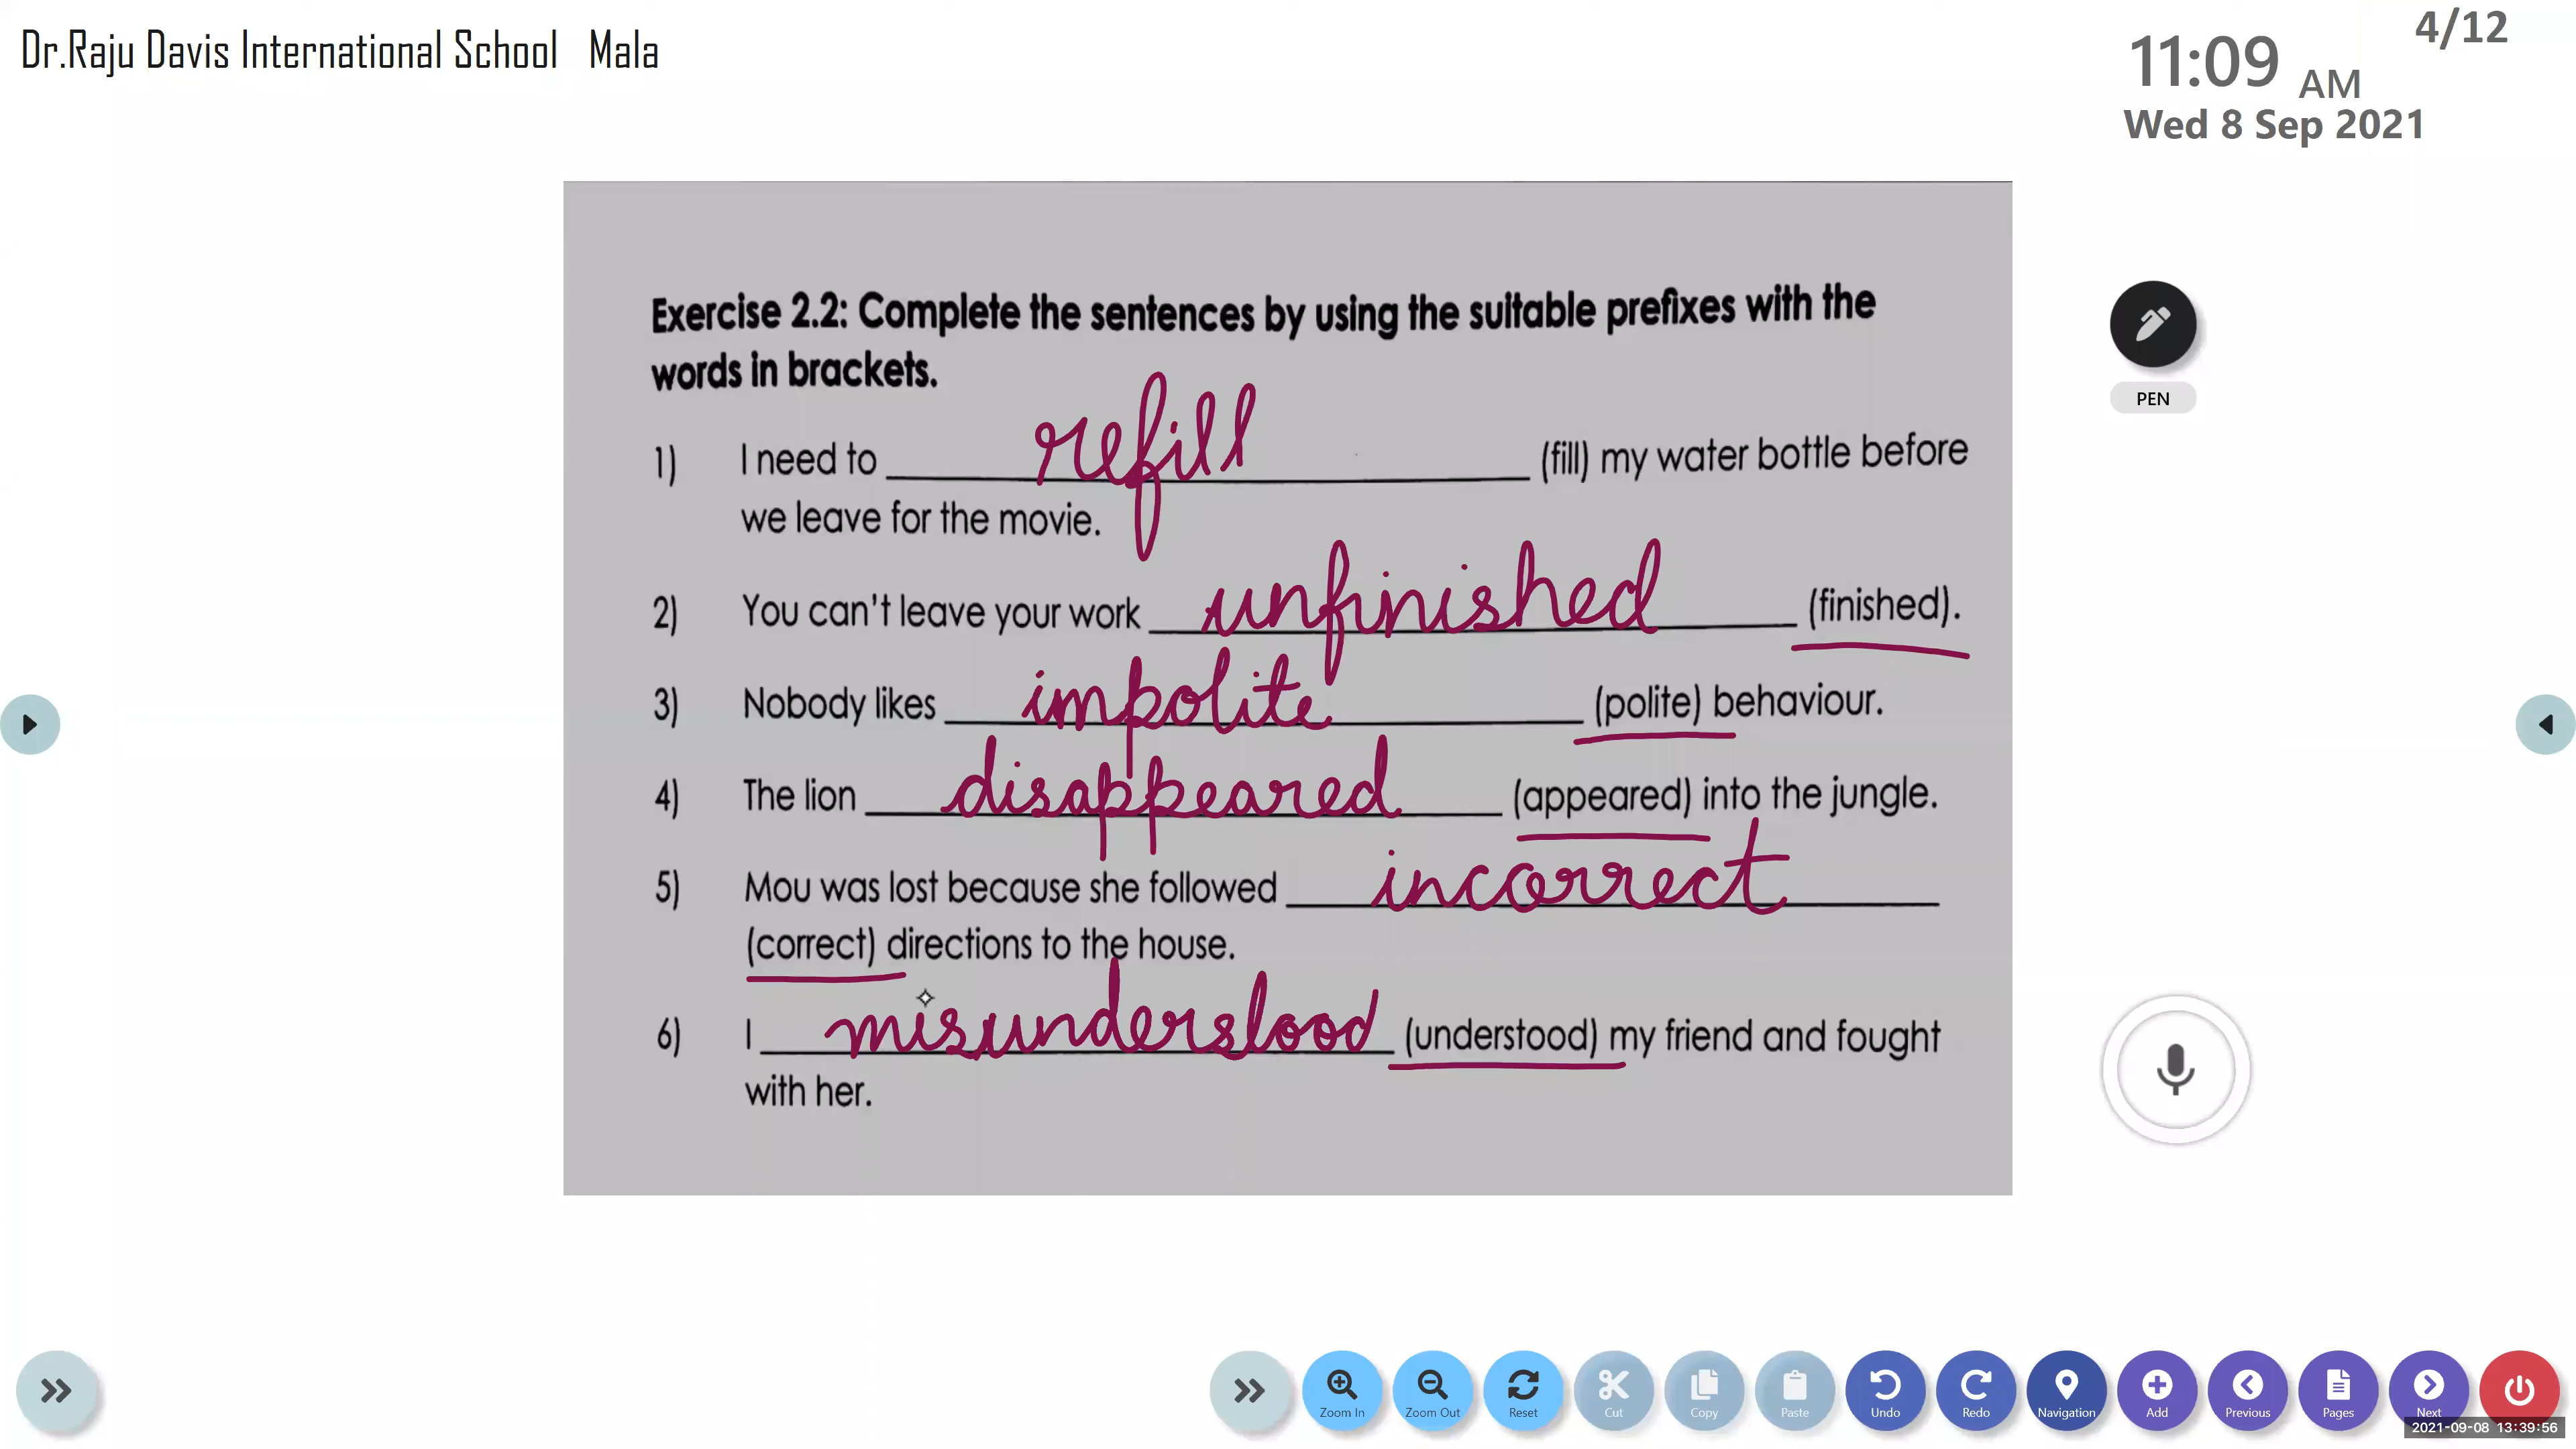 Dr.Raju Davis International School Mala
4/12
11:09 AM
Wed 8 Sep 2021
Exercise 2.2: Complete the sentences by using the suitable prefixes with the
words in brackets.
1) I need to refill (fill) my water bottle before
we leave for the movie.
2) You can't leave your work unfinished (finished).
3) Nobody likes impolite (polite) behaviour.
4) The lion disappeared (appeared) into the jungle.
5) Mou was lost because she followed incorrect
(correct) directions to the house.
6) I misunderstood (understood) my friend and fought
with her.
PEN
Zoom In Zoom Out Reset Cut Copy Paste Undo Redo Navigation Add Previous Pages Next
2021-09-08 13:39:56